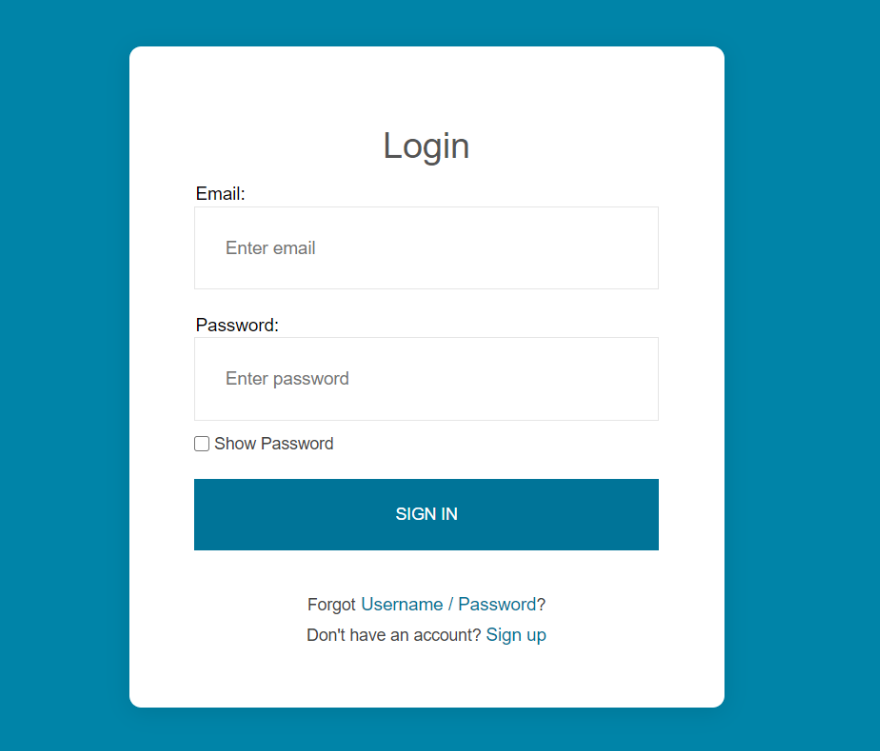 Login
Email:
Enter email
Password:
Enter password
Show Password
SIGN IN
Forgot Username / Password?
Don't have an account? Sign up